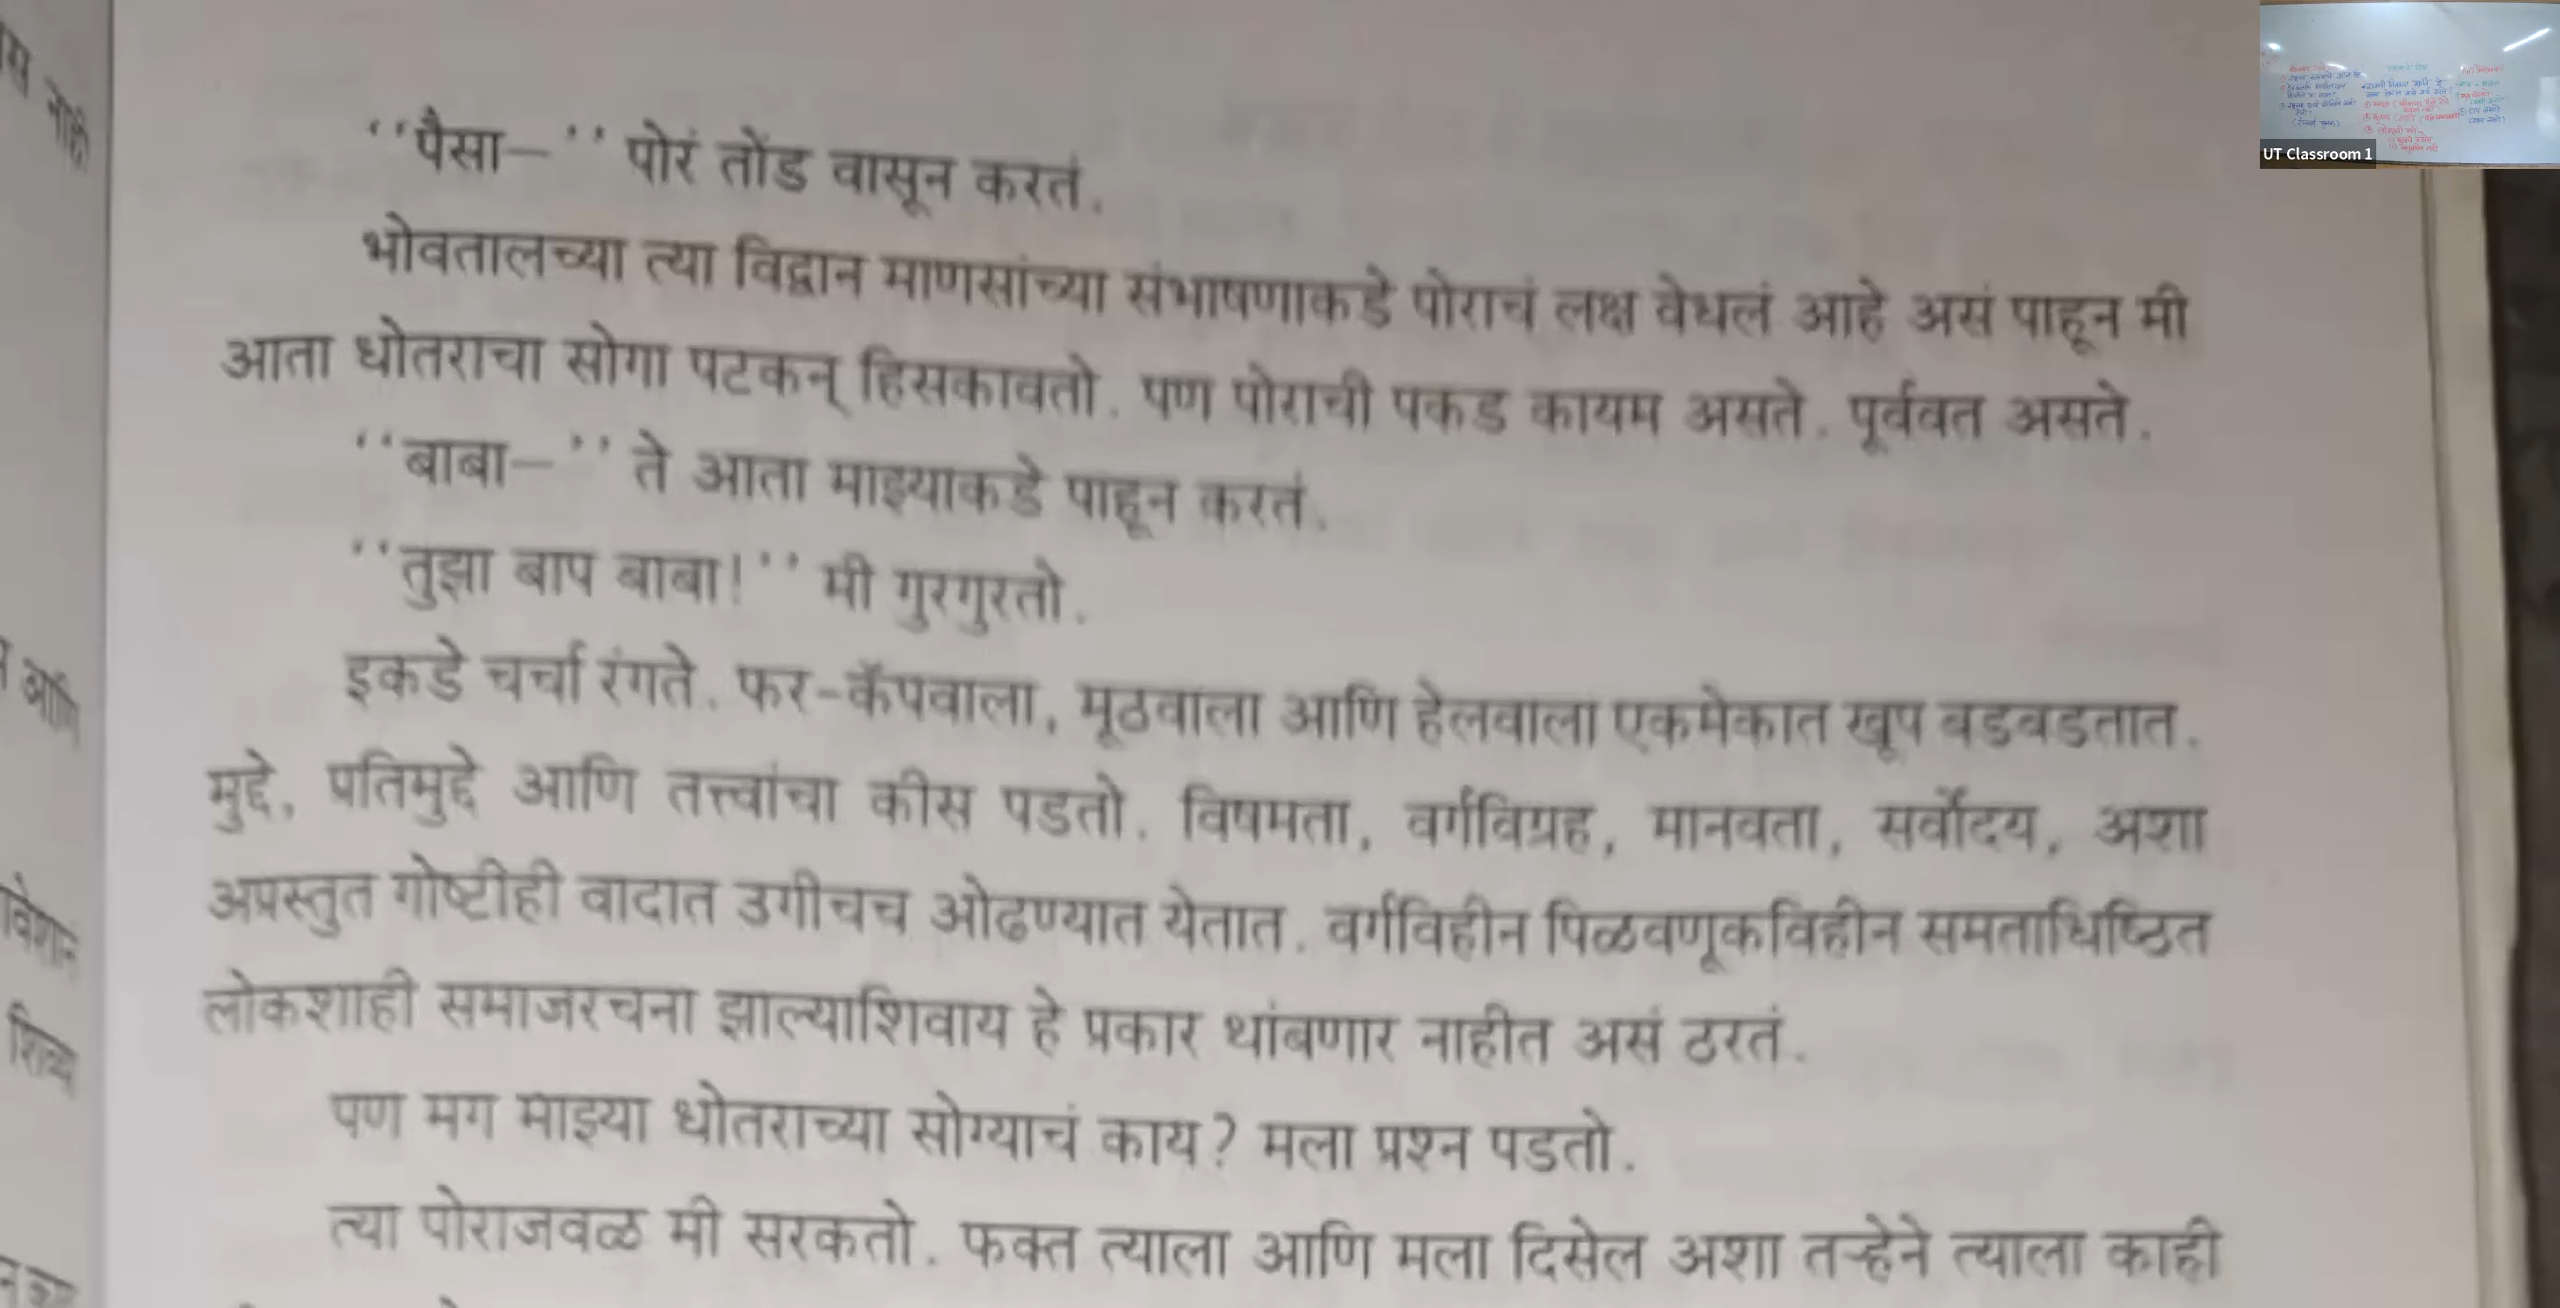 ‘‘पैसा—’’ पोरं तोंड वासून करतं.
भोवतालच्या त्या विद्वान माणसांच्या संभाषणाकडे पोराचं लक्ष वेधलं आहे असं पाहून मी
आता धोतराचा सोगा पटकन् हिसकावतो. पण पोराची पकड कायम असते. पूर्ववत असते.
‘‘बाबा—’’ ते आता माझ्याकडे पाहून करतं.
‘‘तुझा बाप बाबा!’’ मी गुरगुरतो.
इकडे चर्चा रंगते. फर-कॅपवाला, मूठवाला आणि हेलवाला एकमेकात खूप बडबडतात.
मुद्दे, प्रतिमुद्दे आणि तत्त्वांचा कीस पडतो. विषमता, वर्गविग्रह, मानवता, सर्वोदय, अशा
अप्रस्तुत गोष्टीही वादात उगीचच ओढण्यात येतात. वर्गविहीन पिळवणूकविहीन समताधिष्ठित
लोकशाही समाजरचना झाल्याशिवाय हे प्रकार थांबणार नाहीत असं ठरतं.
पण मग माझ्या धोतराच्या सोग्याचं काय? मला प्रश्न पडतो.
त्या पोराजवळ मी सरकतो. फक्त त्याला आणि मला दिसेल अशा तऱ्हेने त्याला काही
नाही
आणि
UT Classroom 1